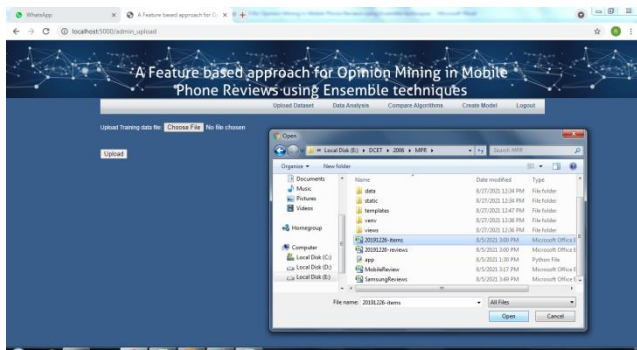 WhatsApp
A Feature based approach for O
localhost:5000/admin_upload
A Feature based approach for Opinion Mining in Mobile
Phone Reviews using Ensemble techniques
Upload Dataset Data Analysis Compare Algorithms Create Model Logout
Upload Training data file: Choose File No file chosen
Upload
Open
Local Disk (E:) DCET 2008 MPR
Search MPR
Organize New folder
Name Date modified Type
Documents
Music
Pictures
Videos
Homegroup
Computer
Local Disk (C:)
Local Disk (D:)
Local Disk (E:)
data 8/27/2021 12:34 PM File folder
static 8/27/2021 12:34 PM File folder
templates 8/27/2021 12:47 PM File folder
venv 8/27/2021 12:36 PM File folder
views 8/27/2021 12:36 PM File folder
20191226-items 8/5/2021 3:00 PM Microsoft Office E
20191226-reviews 8/5/2021 3:00 PM Microsoft Office E
app 8/5/2021 1:30 PM Python File
MobileReview 8/5/2021 3:17 PM Microsoft Office E
SamsungReviews 8/5/2021 3:49 PM Microsoft Office E
File name: 20191226-items All Files
Open Cancel